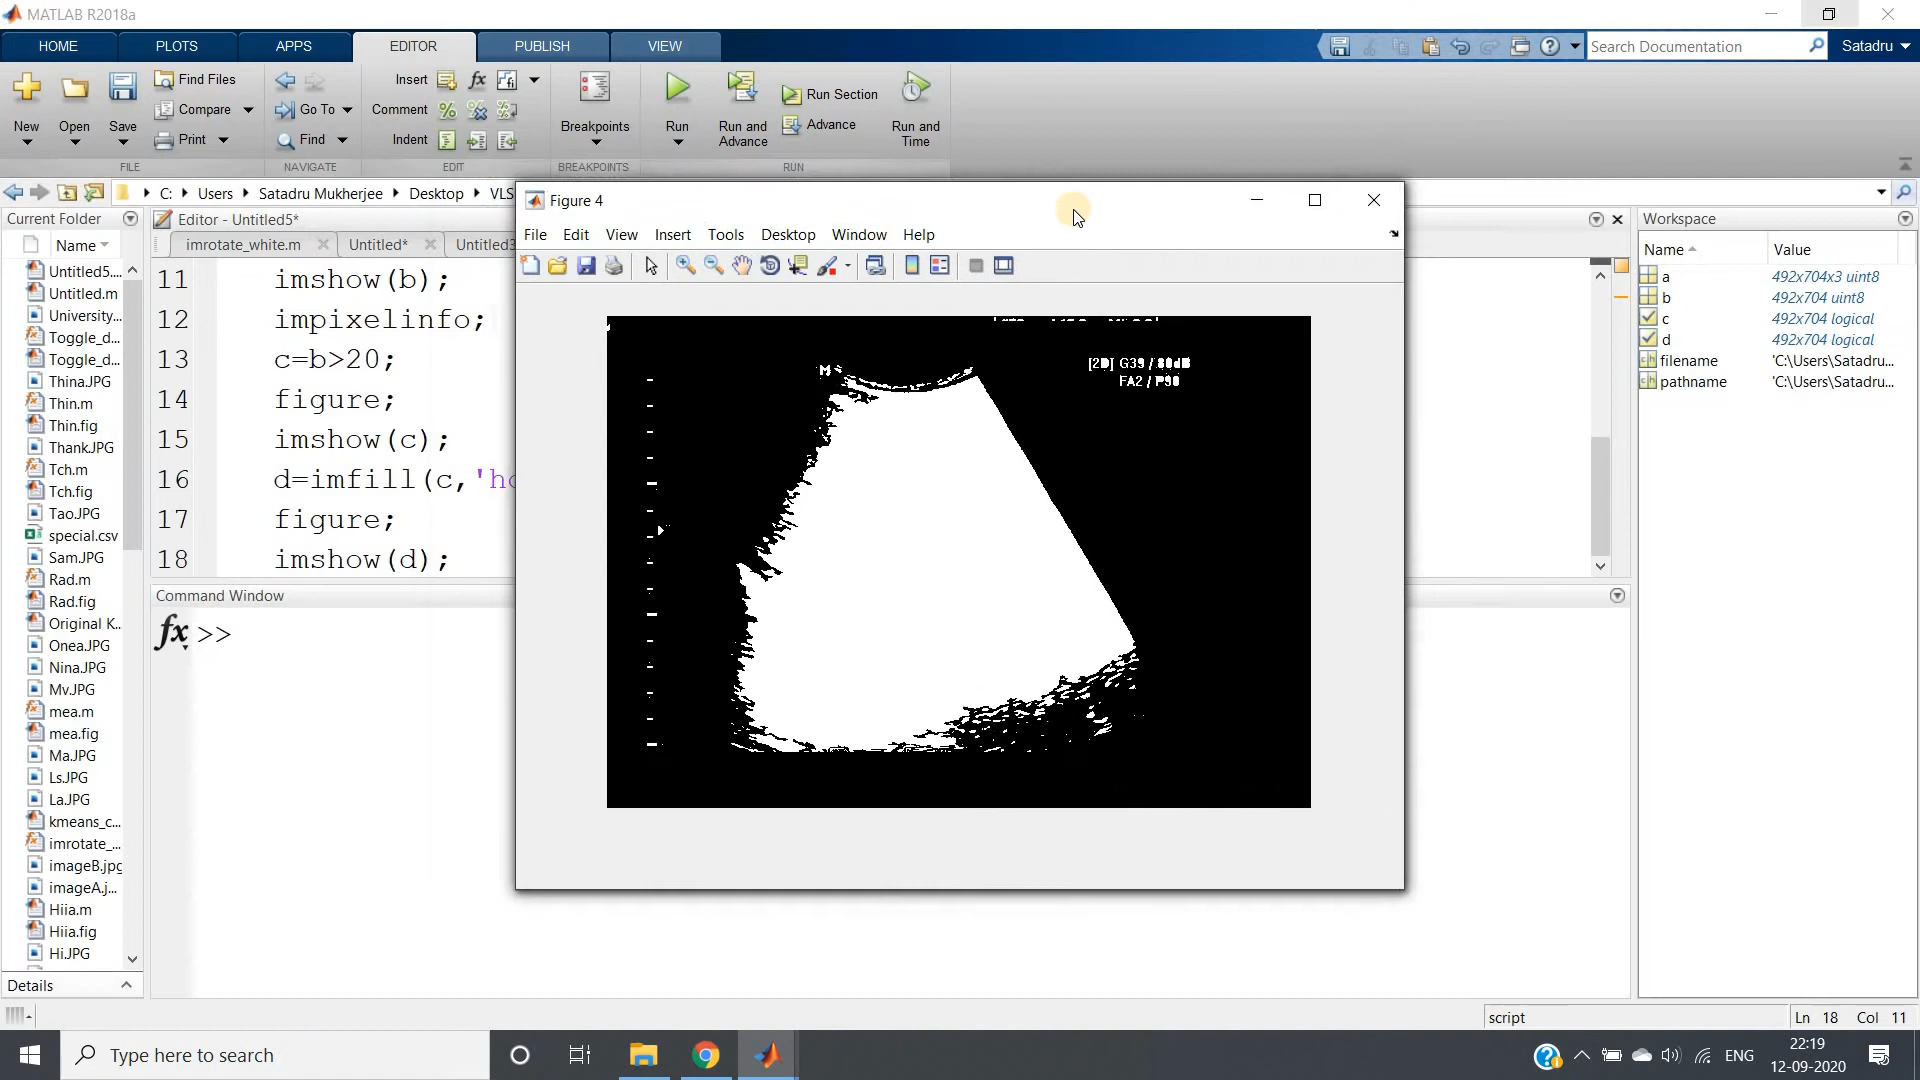 MATLAB R2018a
HOME PLOTS APPS EDITOR PUBLISH VIEW
Search Documentation
Satadru
New
Open
Save
Find Files
Compare
Print
Go To
Find
Insert
Comment
Indent
Breakpoints
Run
Run and Advance
Run Section
Advance
Run and Time
FILE NAVIGATE EDIT BREAKPOINTS RUN
C: Users Satadru Mukherjee Desktop VLS
Current Folder
Name
Untitled5....
Untitled.m
University...
Toggle_d...
Toggle_d...
Thina.JPG
Thin.m
Thin.fig
Thank.JPG
Tch.m
Tch.fig
Tao.JPG
special.csv
Sam.JPG
Rad.m
Rad.fig
Original K...
Onea.JPG
Nina.JPG
Mv.JPG
mea.m
mea.fig
Ma.JPG
Ls.JPG
La.JPG
kmeans_c...
imrotate_...
imageB.jpg
imageA.j...
Hiia.m
Hiia.fig
Hi.JPG
Details
Editor - Untitled5*
imrotate_white.m Untitled* Untitled3
11 imshow(b);
12 impixelinfo;
13 c=b>20;
14 figure;
15 imshow(c);
16 d=imfill(c,'ho
17 figure;
18 imshow(d);
Command Window
fx >>
Figure 4
File Edit View Insert Tools Desktop Window Help
M
[2D] G39 / 80dB
FA2 / P90
Workspace
Name Value
a 492x704x3 uint8
b 492x704 uint8
c 492x704 logical
d 492x704 logical
filename 'C:\Users\Satadru...
pathname 'C:\Users\Satadru...
script
Ln 18 Col 11
Type here to search
ENG
22:19
12-09-2020